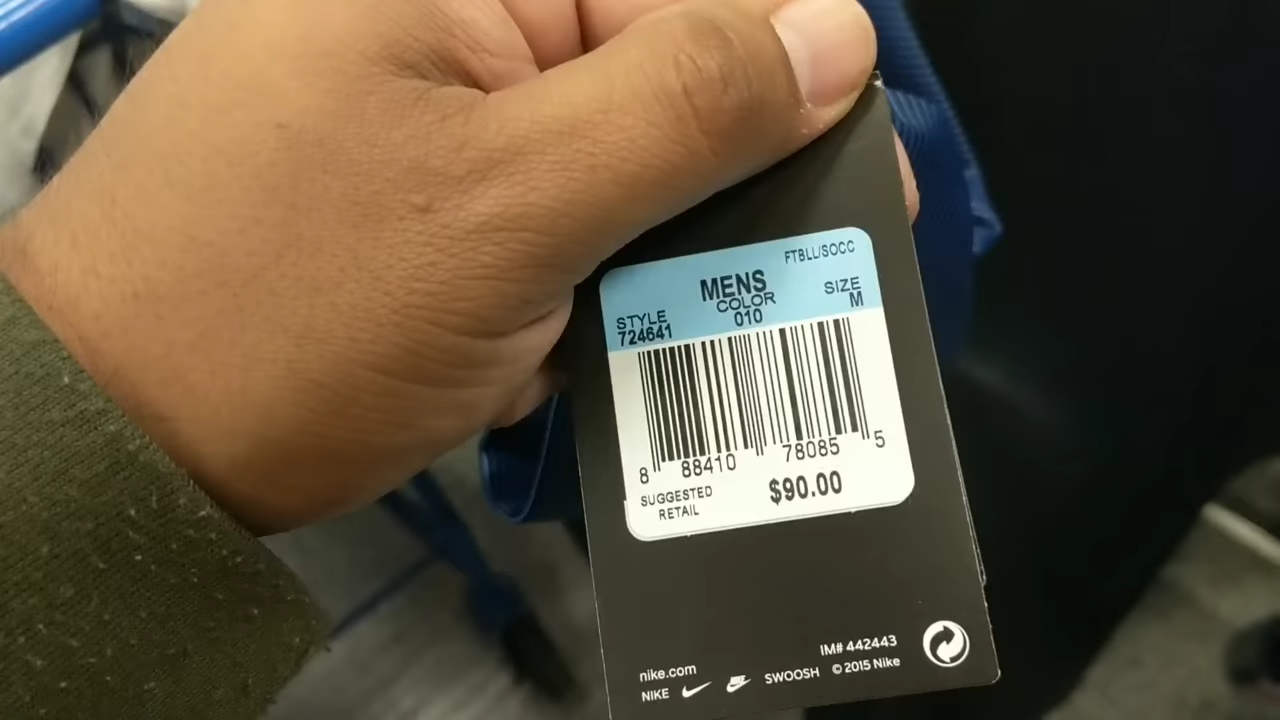 FTBLL/SOCC
MENS
STYLE COLOR SIZE
724641 010 M
8 88410 78085 5
SUGGESTED
RETAIL
$90.00
nike.com IM# 442443
NIKE SWOOSH © 2015 Nike